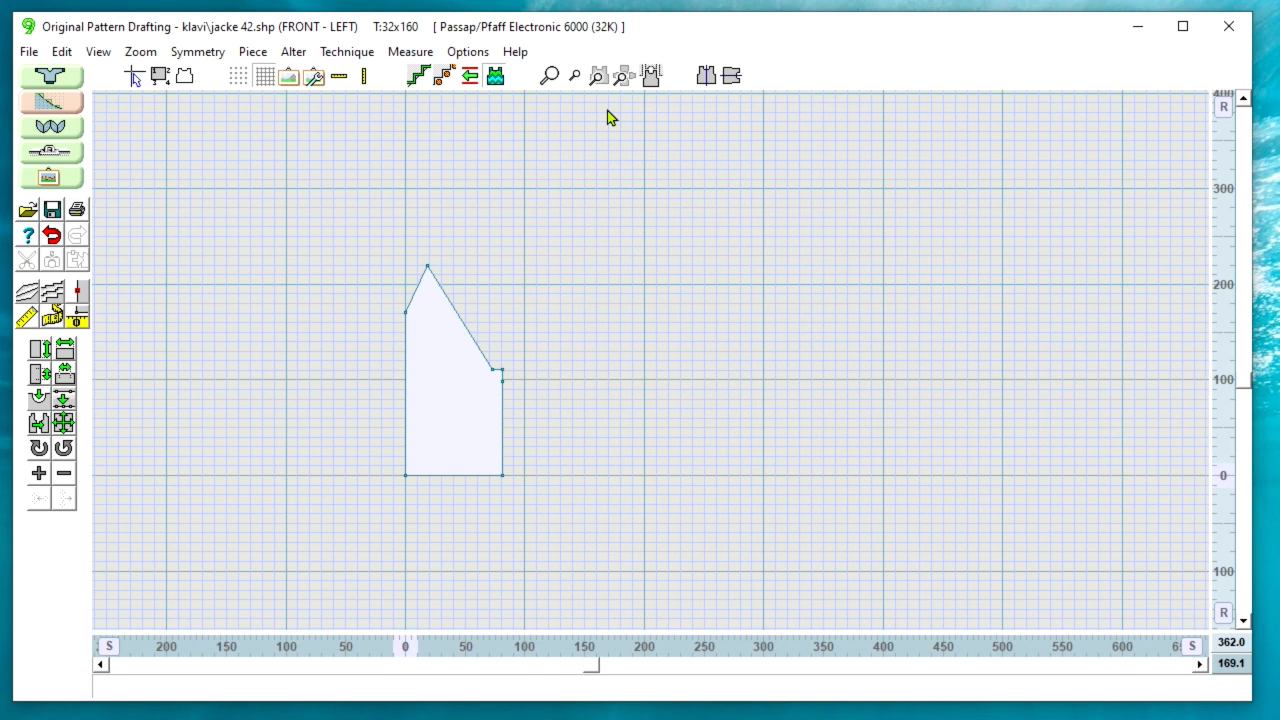 Original Pattern Drafting - klavi\jacke 42.shp (FRONT - LEFT) T:32x160 [ Passap/Pfaff Electronic 6000 (32K) ]
File Edit View Zoom Symmetry Piece Alter Technique Measure Options Help
400
R
300
200
100
0
100
R
S 200 150 100 50 0 50 100 150 200 250 300 350 400 450 500 550 600 S
362.0
169.1